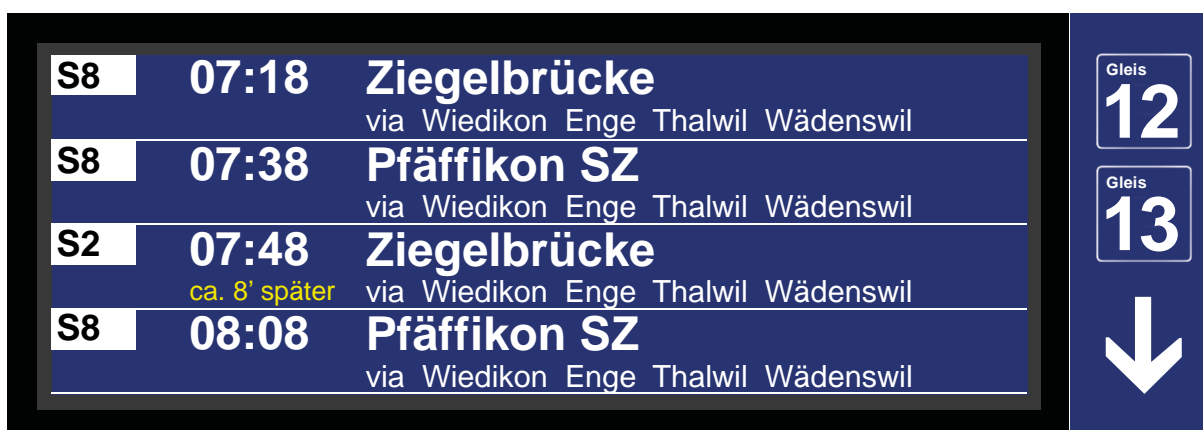 S8 07:18 Ziegelbrücke
via Wiedikon Enge Thalwil Wädenswil
S8 07:38 Pfäffikon SZ
via Wiedikon Enge Thalwil Wädenswil
S2 07:48 Ziegelbrücke
ca. 8’ später via Wiedikon Enge Thalwil Wädenswil
S8 08:08 Pfäffikon SZ
via Wiedikon Enge Thalwil Wädenswil
Gleis
12
Gleis
13